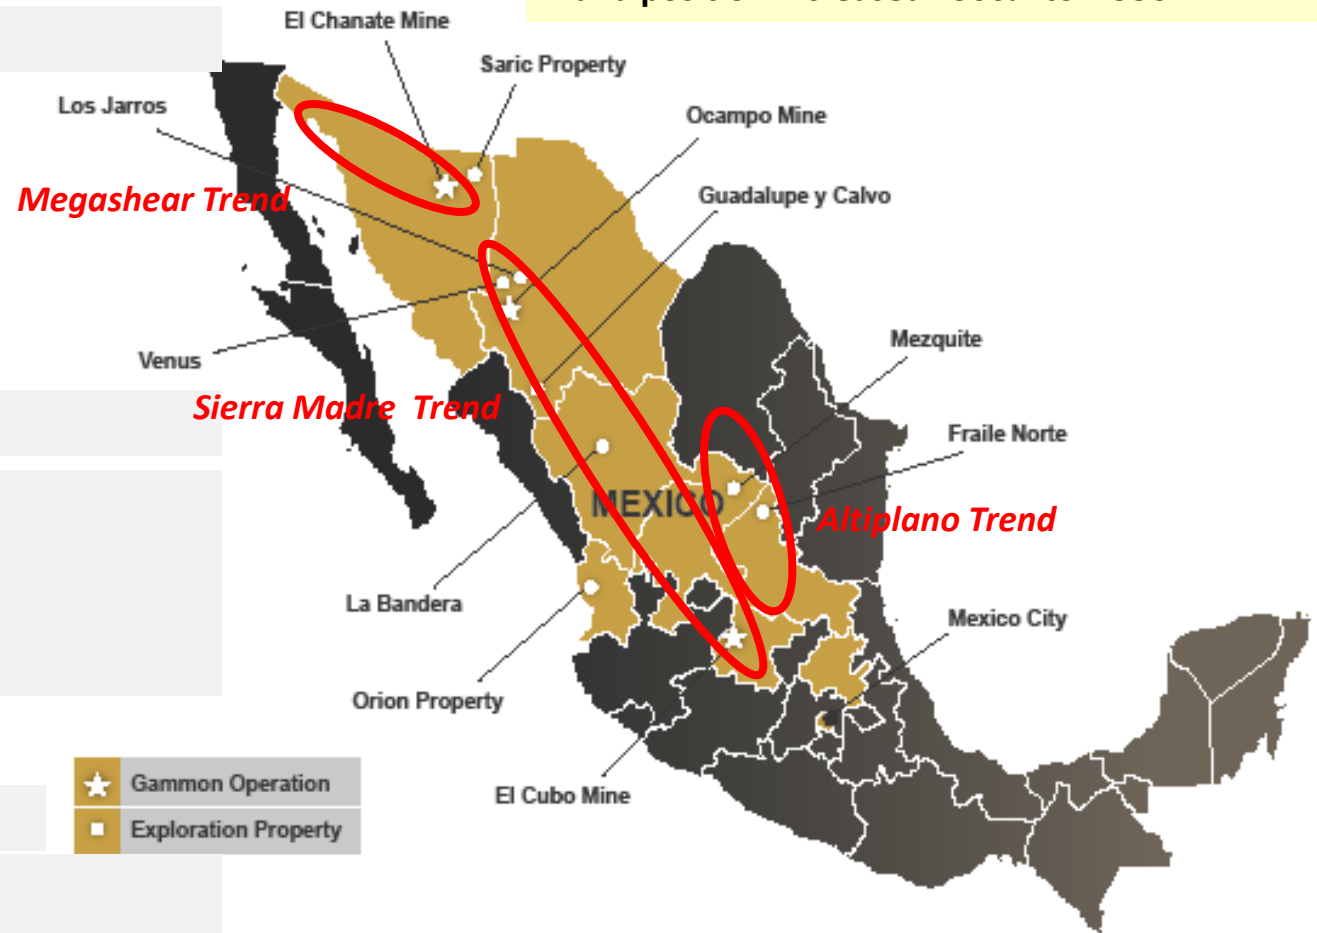 El Chanate Mine
Saric Property
Los Jarros
Ocampo Mine
Megashear Trend
Guadalupe y Calvo
Venus
Mezquite
Sierra Madre Trend
Fraile Norte
MEXICO
Altiplano Trend
La Bandera
Mexico City
Orion Property
Gammon Operation
El Cubo Mine
Exploration Property